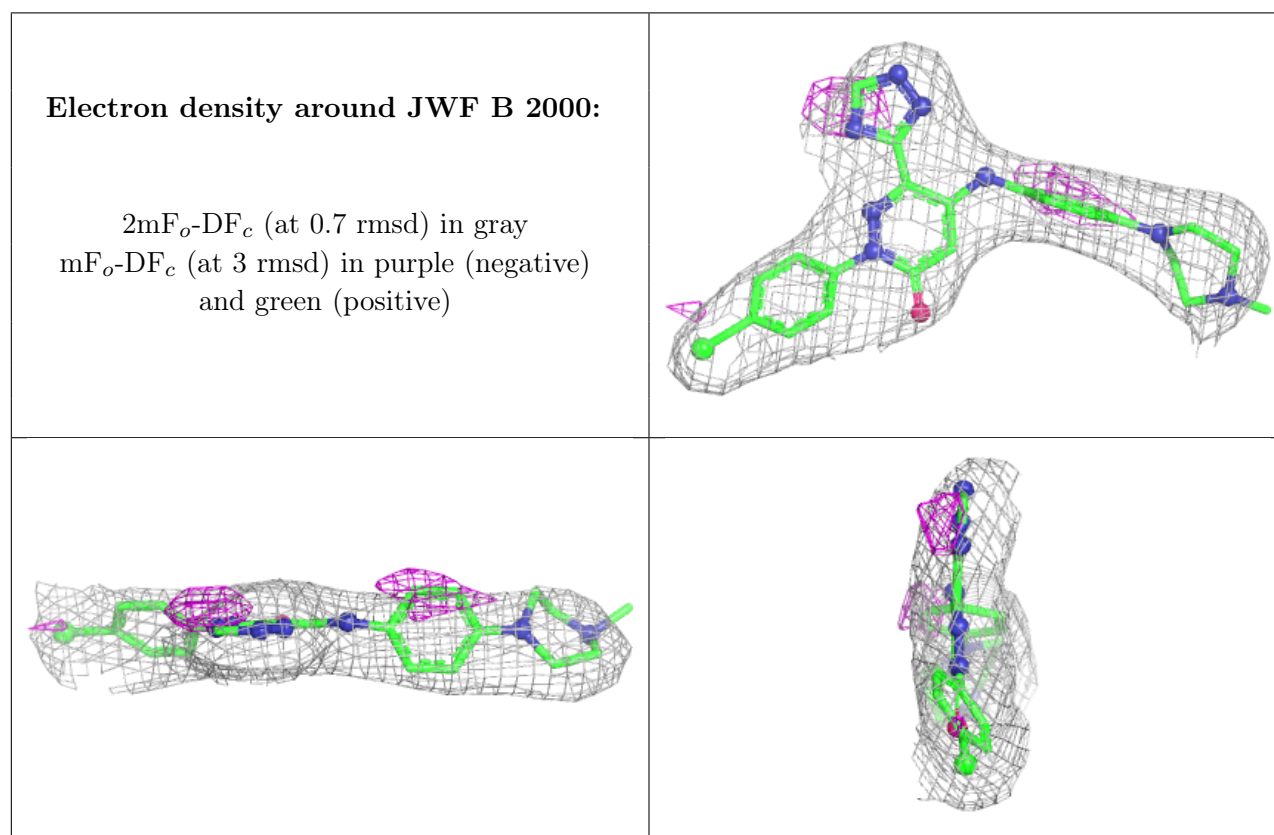 Electron density around JWF B 2000:
2mFo-DFc (at 0.7 rmsd) in gray
mFo-DFc (at 3 rmsd) in purple (negative)
and green (positive)